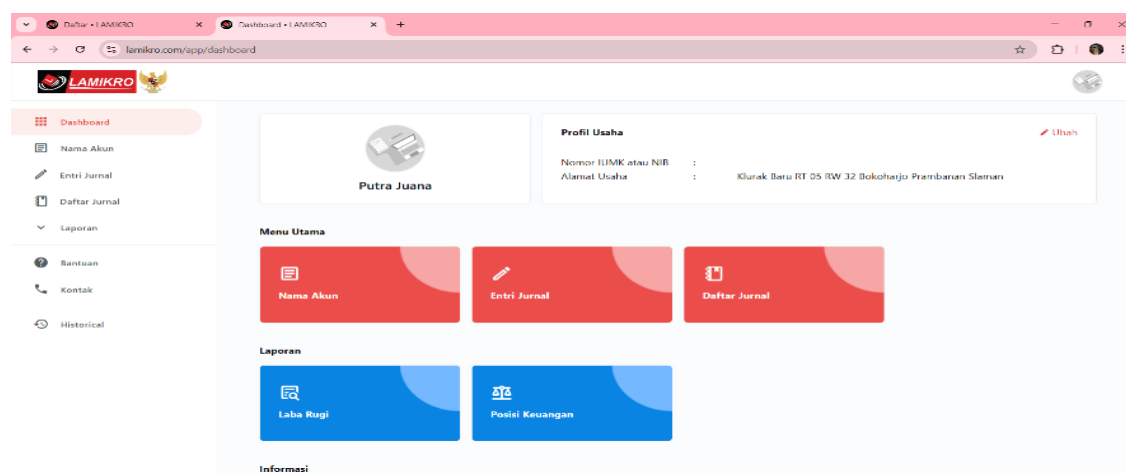 Daftar • LAMIKRO
Dashboard • LAMIKRO
lamikro.com/app/dashboard
LAMIKRO
Dashboard
Nama Akun
Entri Jurnal
Daftar Jurnal
Laporan
Bantuan
Kontak
Historical
Putra Juana
Profil Usaha
Ubah
Nomor IUMK atau NIB :
Alamat Usaha : Klurak Baru RT 05 RW 32 Bokoharjo Prambanan Slaman
Menu Utama
Nama Akun
Entri Jurnal
Daftar Jurnal
Laporan
Laba Rugi
Posisi Keuangan
Informasi